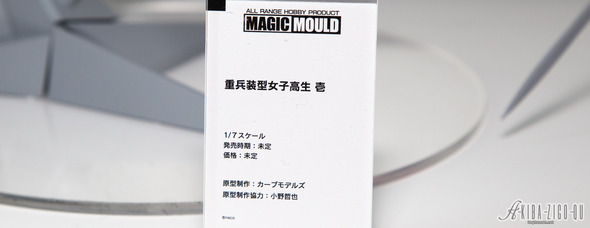 ALL RANGE HOBBY PRODUCT
MAGIC MOULD
重兵装型女子高生 壱
1/7スケール
発売時期：未定
価格：未定
原型制作：カーブモデルズ
原型制作協力：小野哲也
AKIBA-ZIGO-KU